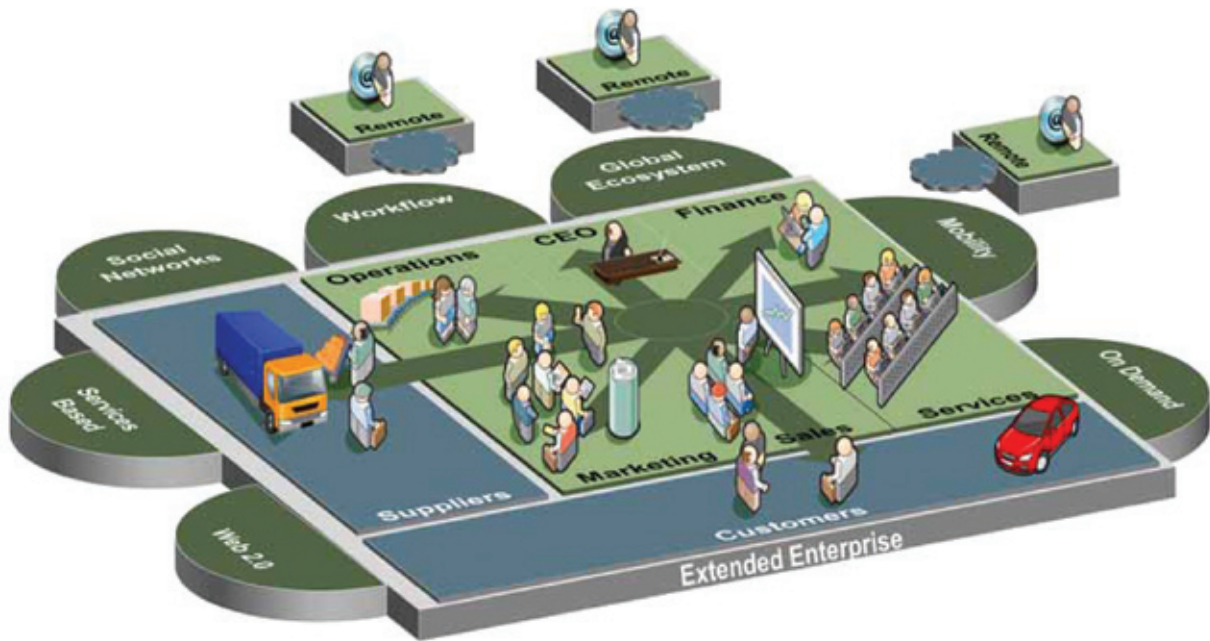 Remote
Remote
Remote
Global
Ecosystem
Workflow
Social
Networks
Mobility
Finance
CEO
Operations
Services
Based
On Demand
Services
Sales
Marketing
Suppliers
Customers
Web 2.0
Extended Enterprise